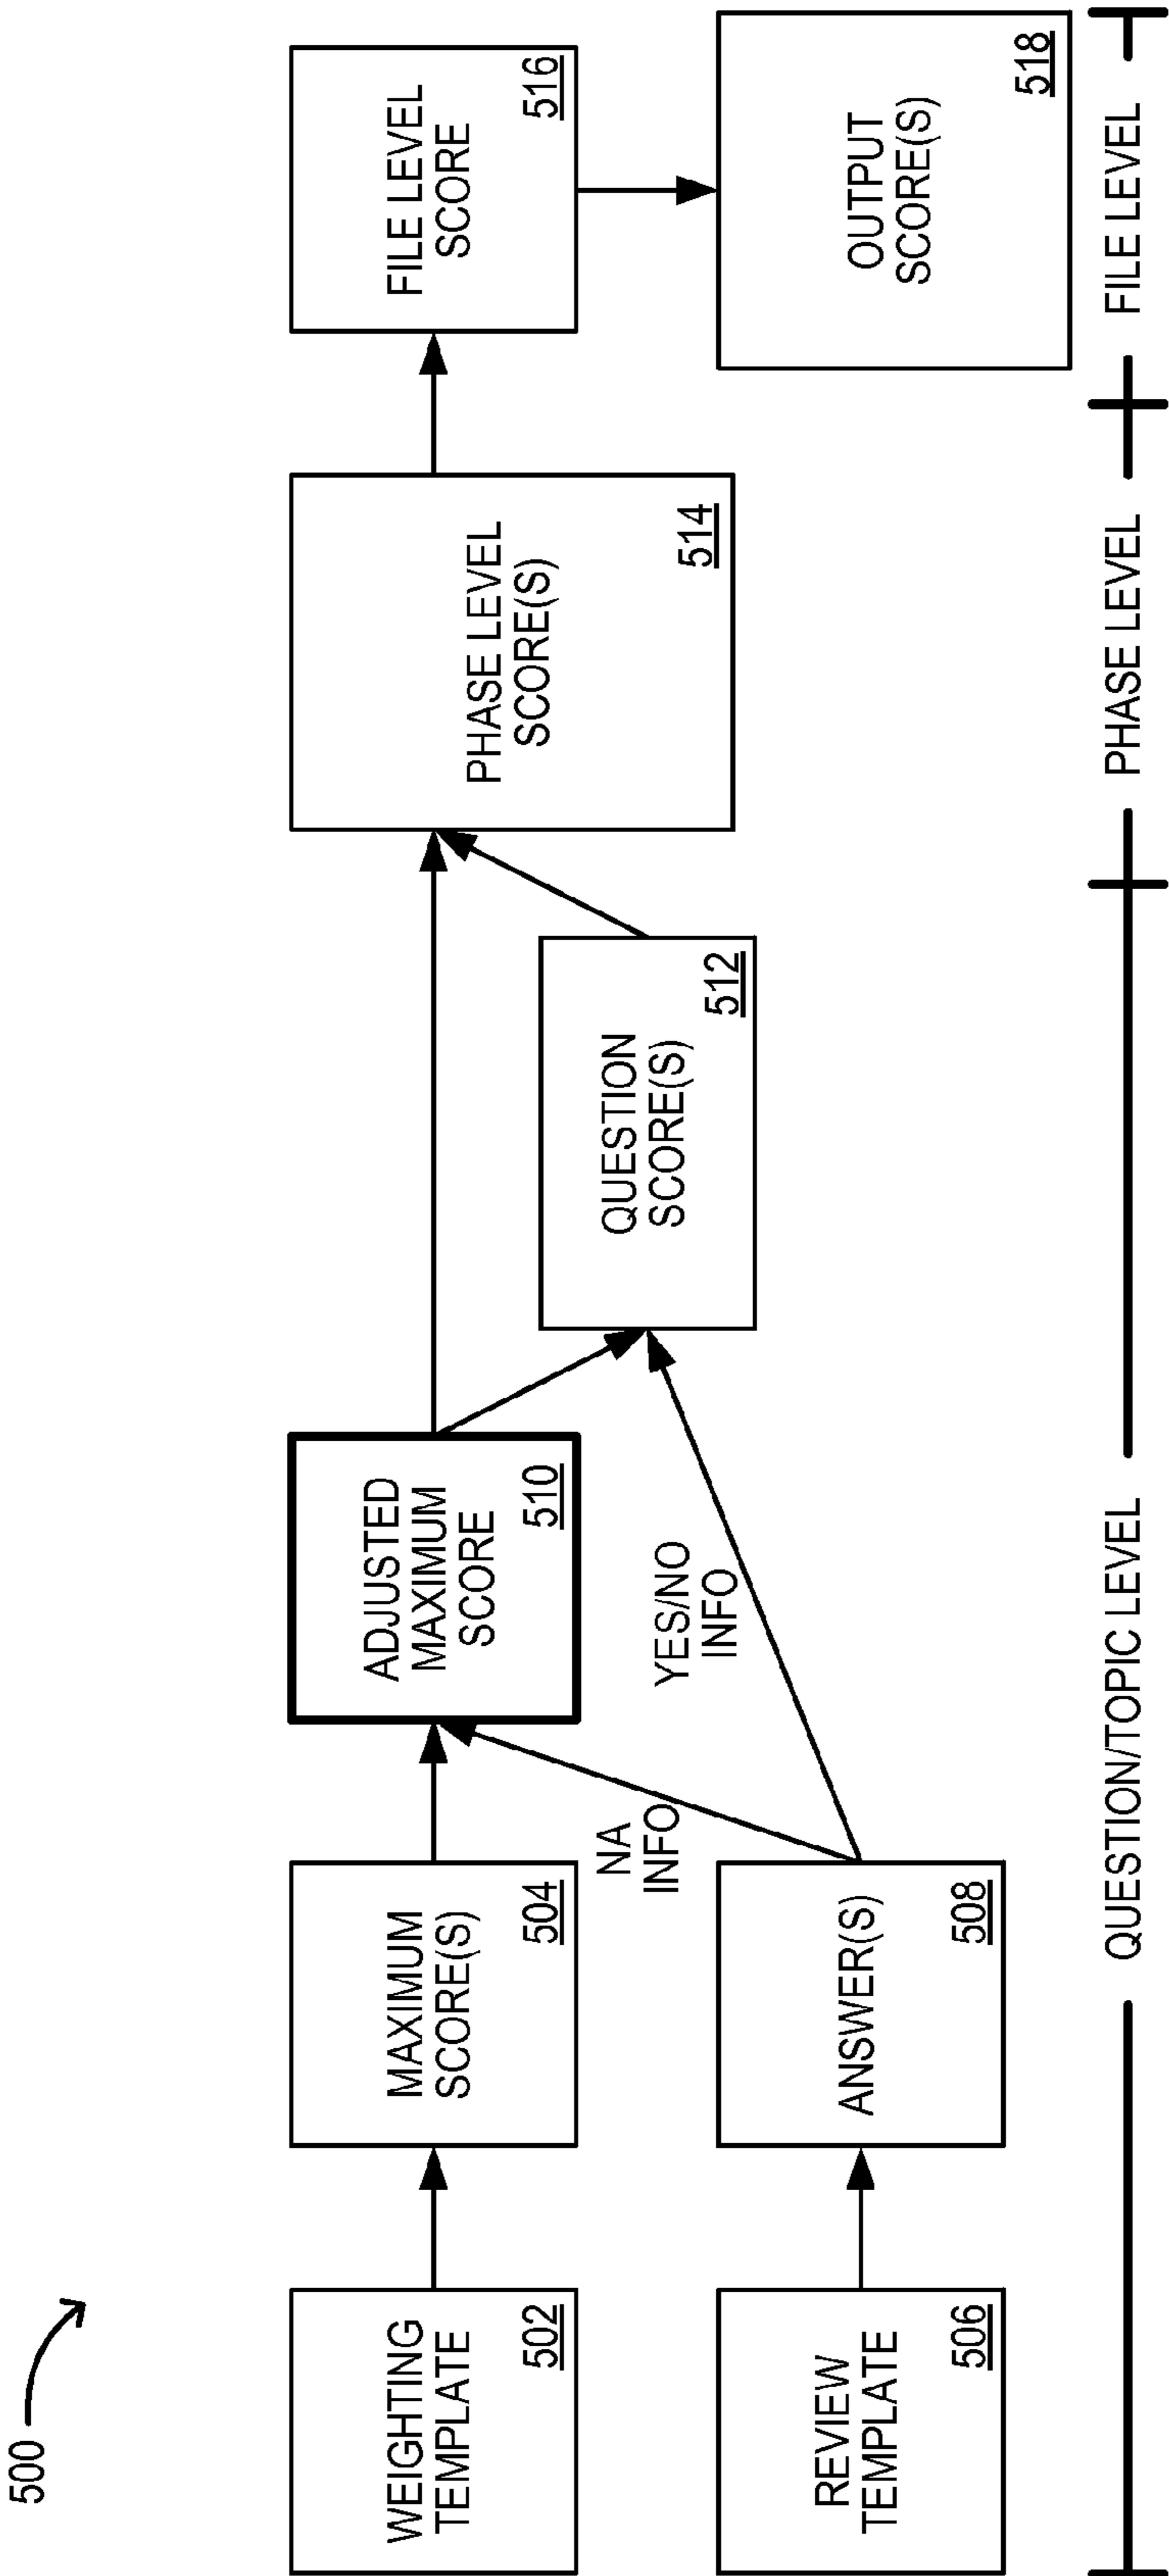 500
WEIGHTING
TEMPLATE
502
MAXIMUM
SCORE(S)
504
ADJUSTED
MAXIMUM
SCORE
510
PHASE LEVEL
SCORE(S)
514
FILE LEVEL
SCORE
516
NA
INFO
YES/NO
INFO
QUESTION
SCORE(S)
512
REVIEW
TEMPLATE
506
ANSWER(S)
508
OUTPUT
SCORE(S)
518
QUESTION/TOPIC LEVEL
PHASE LEVEL
FILE LEVEL